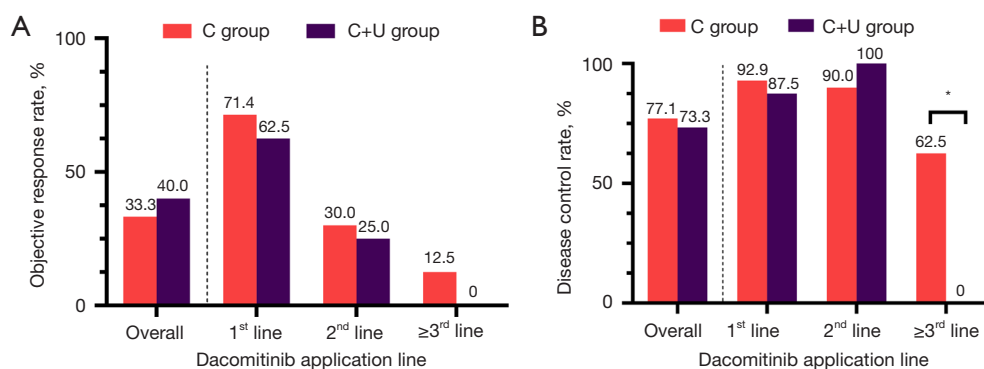 A
C group
C+U group
Objective response rate, %
100
50
0
33.3
40.0
71.4
62.5
30.0
25.0
12.5
0
Overall
1st line
2nd line
≥3rd line
Dacomitinib application line
B
C group
C+U group
Disease control rate, %
100
50
0
77.1
73.3
92.9
87.5
90.0
100
62.5
0
*
Overall
1st line
2nd line
≥3rd line
Dacomitinib application line